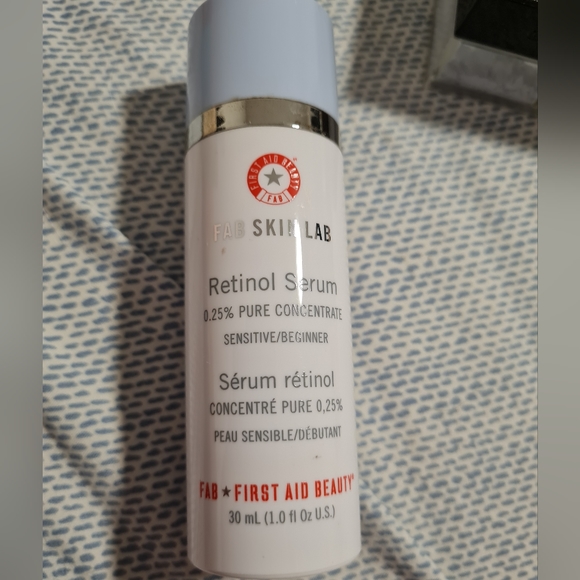 FIRST AID BEAUTY
FAB
FAB SKIN LAB
Retinol Serum
0.25% PURE CONCENTRATE
SENSITIVE/BEGINNER
Sérum rétinol
CONCENTRÉ PURE 0,25%
PEAU SENSIBLE/DÉBUTANT
FAB★FIRST AID BEAUTY®
30 mL (1.0 fl Oz U.S.)